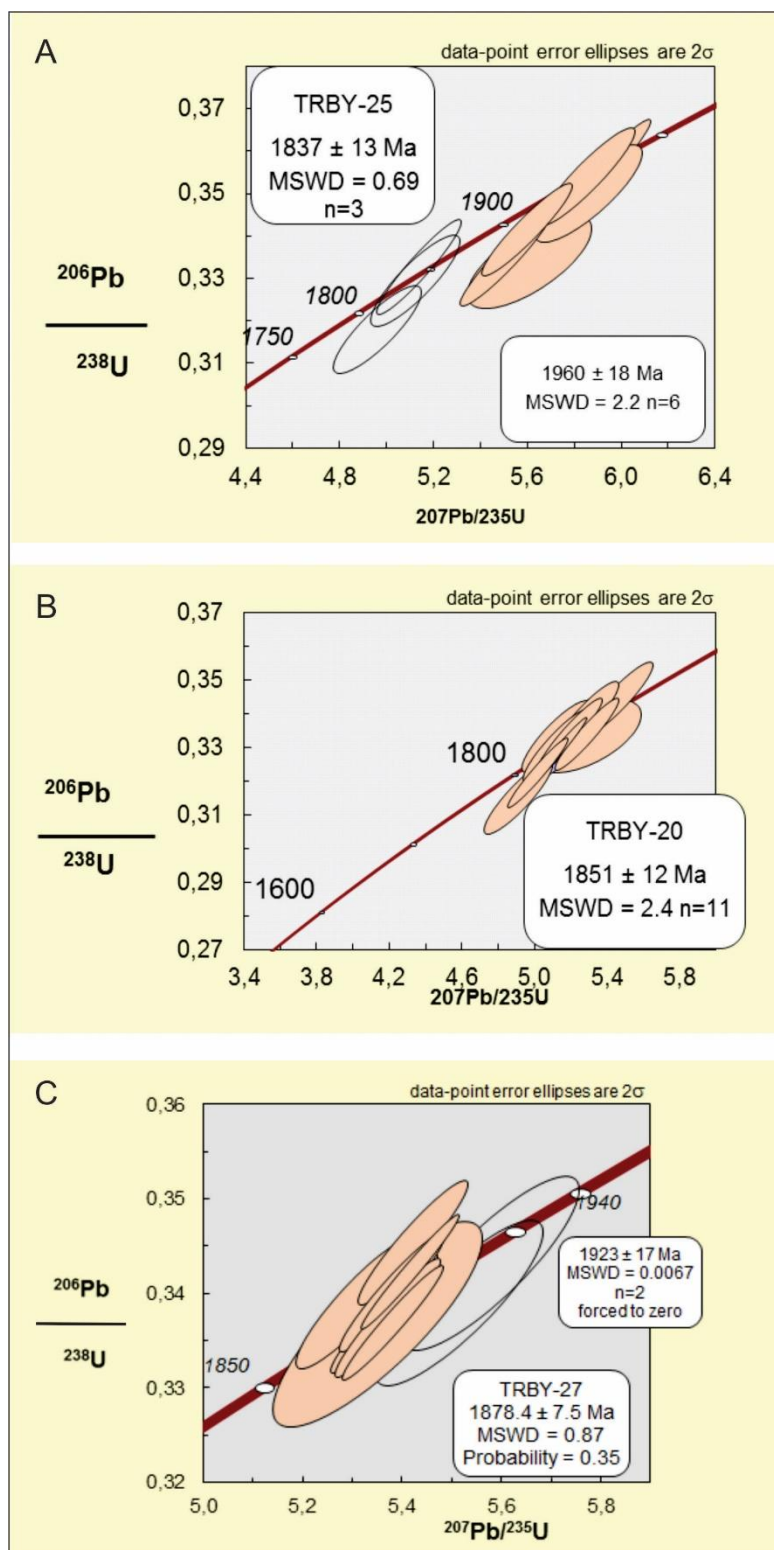 A
data-point error ellipses are 2σ
TRBY-25
1837 ± 13 Ma
MSWD = 0.69
n=3
0,37
0,35
0,33
0,31
0,29
206Pb
238U
1900
1800
1750
1960 ± 18 Ma
MSWD = 2.2 n=6
4,4 4,8 5,2 5,6 6,0 6,4
207Pb/235U
B
data-point error ellipses are 2σ
0,37
0,35
0,33
0,31
0,29
0,27
206Pb
238U
1800
1600
TRBY-20
1851 ± 12 Ma
MSWD = 2.4 n=11
3,4 3,8 4,2 4,6 5,0 5,4 5,8
207Pb/235U
C
data-point error ellipses are 2σ
0,36
0,35
0,34
0,33
0,32
206Pb
238U
1940
1850
1923 ± 17 Ma
MSWD = 0.0067
n=2
forced to zero
TRBY-27
1878.4 ± 7.5 Ma
MSWD = 0.87
Probability = 0.35
5,0 5,2 5,4 5,6 5,8
207Pb/235U